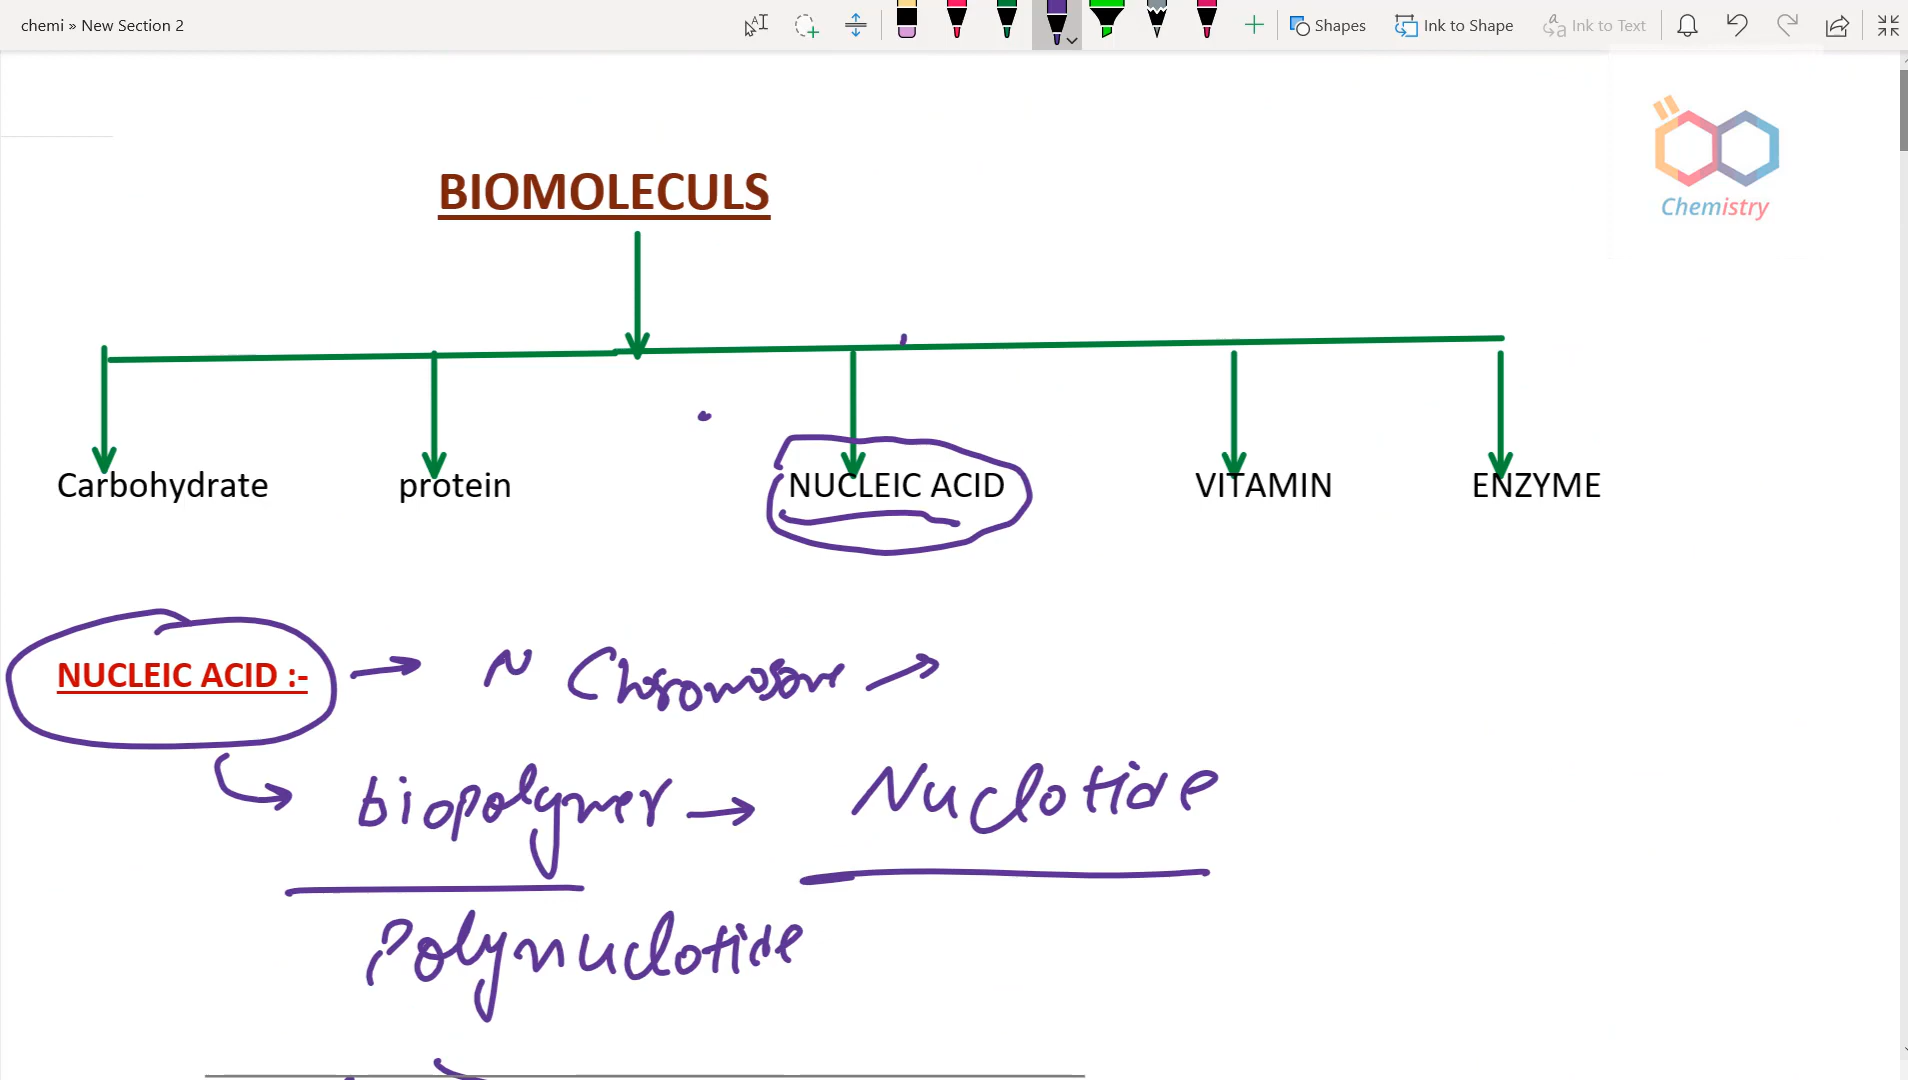 chemi » New Section 2
Shapes
Ink to Shape
Ink to Text
Chemistry
BIOMOLECULS
Carbohydrate protein NUCLEIC ACID VITAMIN ENZYME
NUCLEIC ACID :- → N Chromosome →
biopolymer → Nuclotide
Polynuclotide